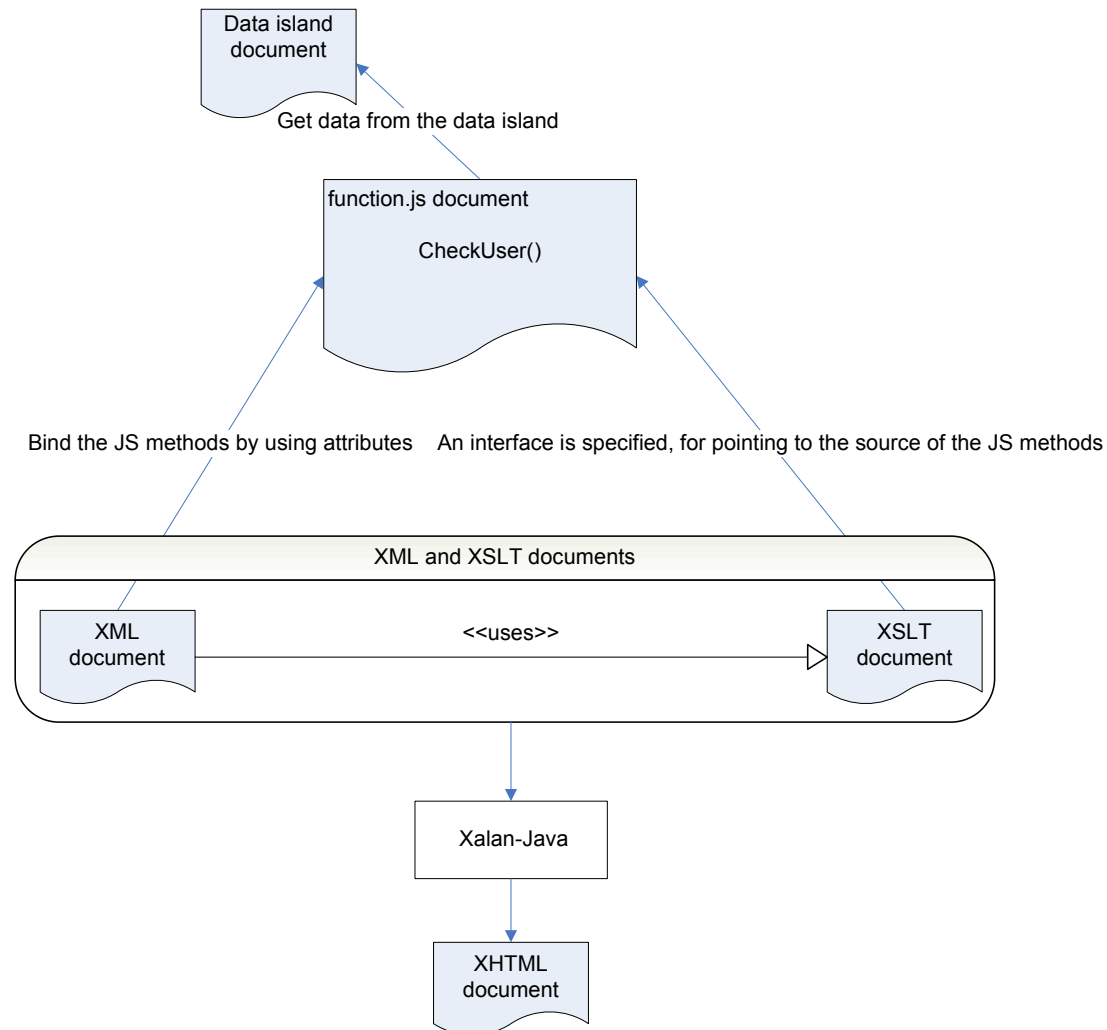 Data island
document
Get data from the data island
function.js document
CheckUser()
Bind the JS methods by using attributes
An interface is specified, for pointing to the source of the JS methods
XML and XSLT documents
XML
document
<<uses>>
XSLT
document
Xalan-Java
XHTML
document